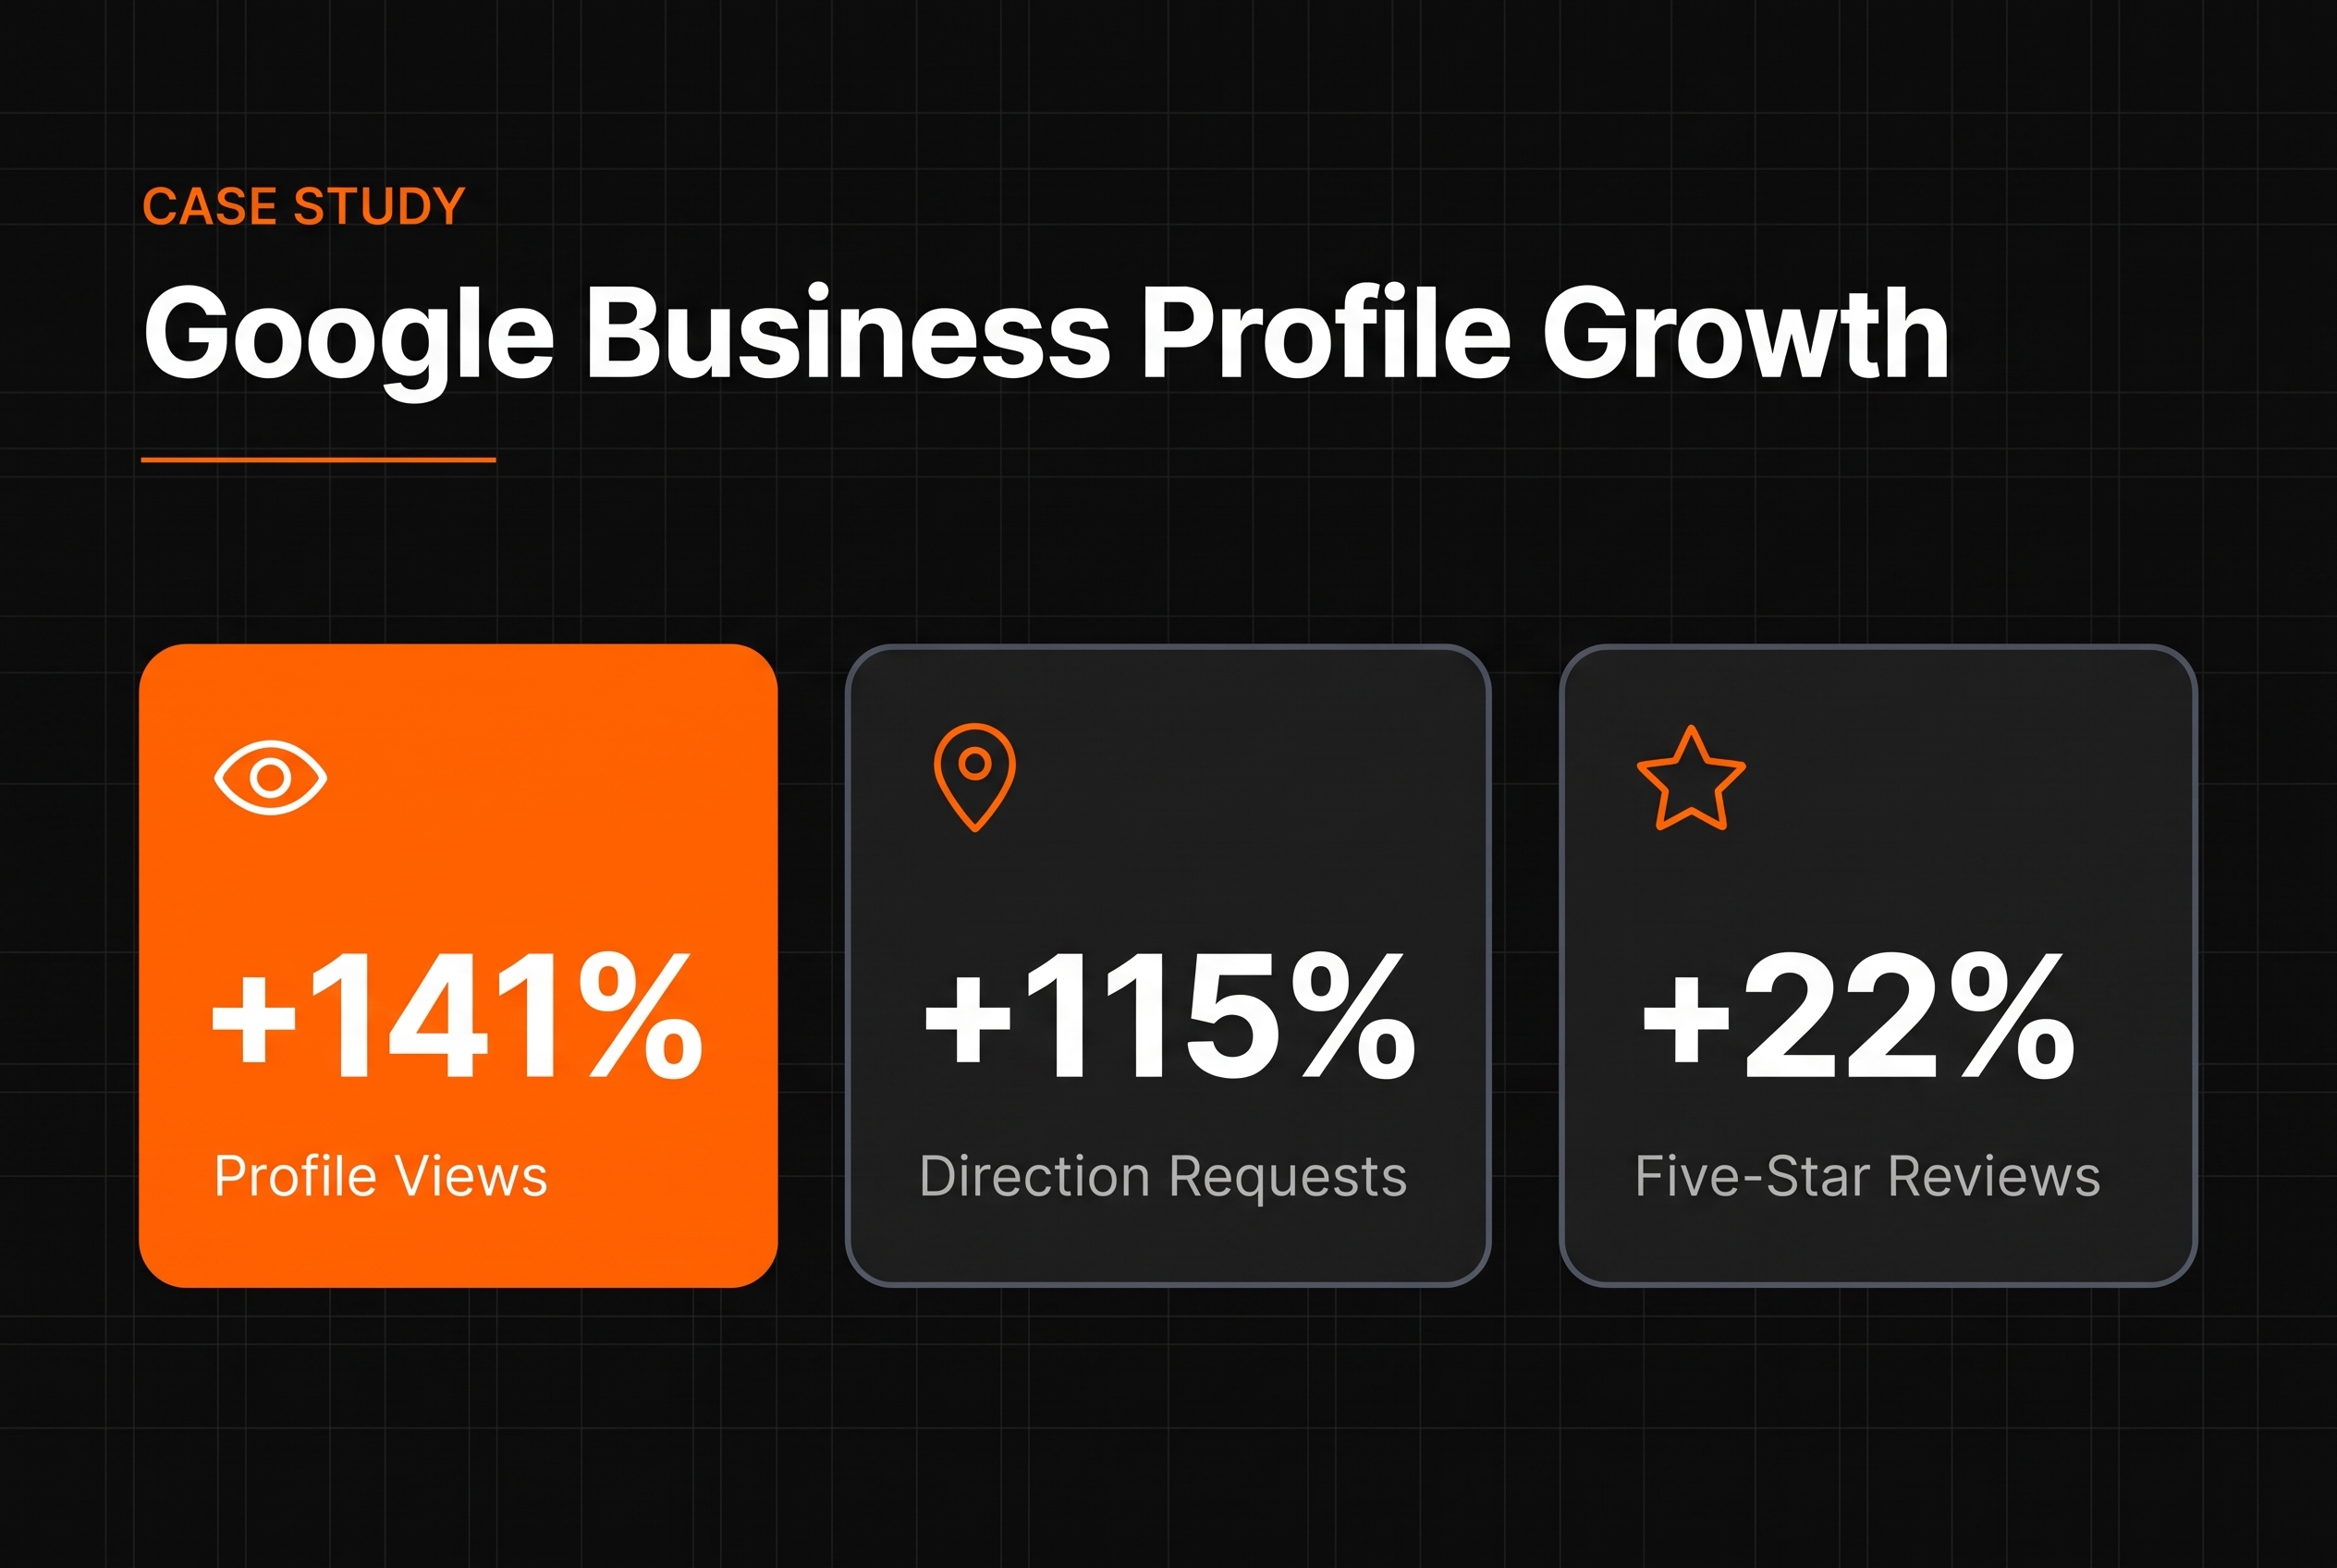 CASE STUDY
Google Business Profile Growth
+141%
Profile Views
+115%
Direction Requests
+22%
Five-Star Reviews